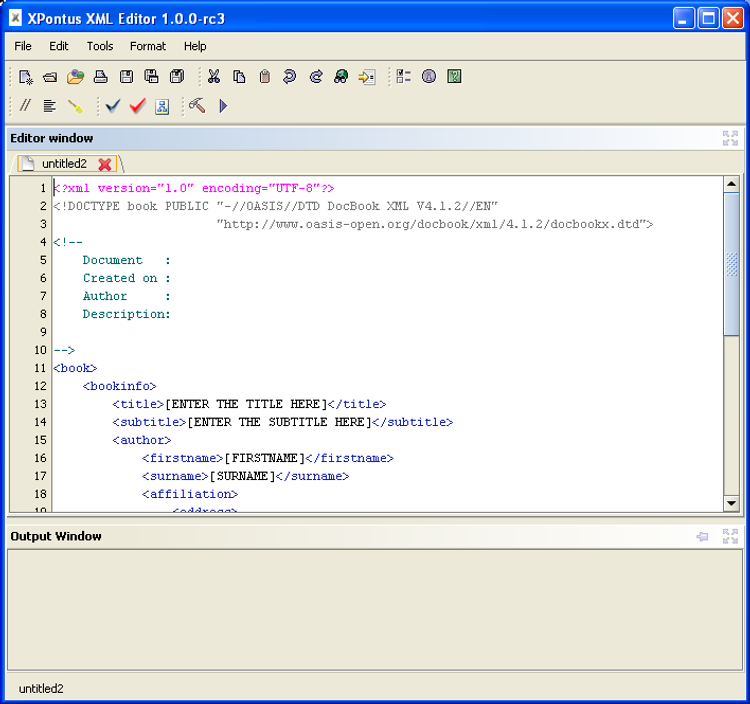 XPontus XML Editor 1.0.0-rc3
File Edit Tools Format Help
Editor window
untitled2
1 <?xml version="1.0" encoding="UTF-8"?>
2 <!DOCTYPE book PUBLIC "-//OASIS//DTD DocBook XML V4.1.2//EN"
3 "http://www.oasis-open.org/docbook/xml/4.1.2/docbookx.dtd">
4 <!--
5 Document :
6 Created on :
7 Author :
8 Description:
9
10 -->
11 <book>
12 <bookinfo>
13 <title>[ENTER THE TITLE HERE]</title>
14 <subtitle>[ENTER THE SUBTITLE HERE]</subtitle>
15 <author>
16 <firstname>[FIRSTNAME]</firstname>
17 <surname>[SURNAME]</surname>
18 <affiliation>
19 <address>
Output Window
untitled2